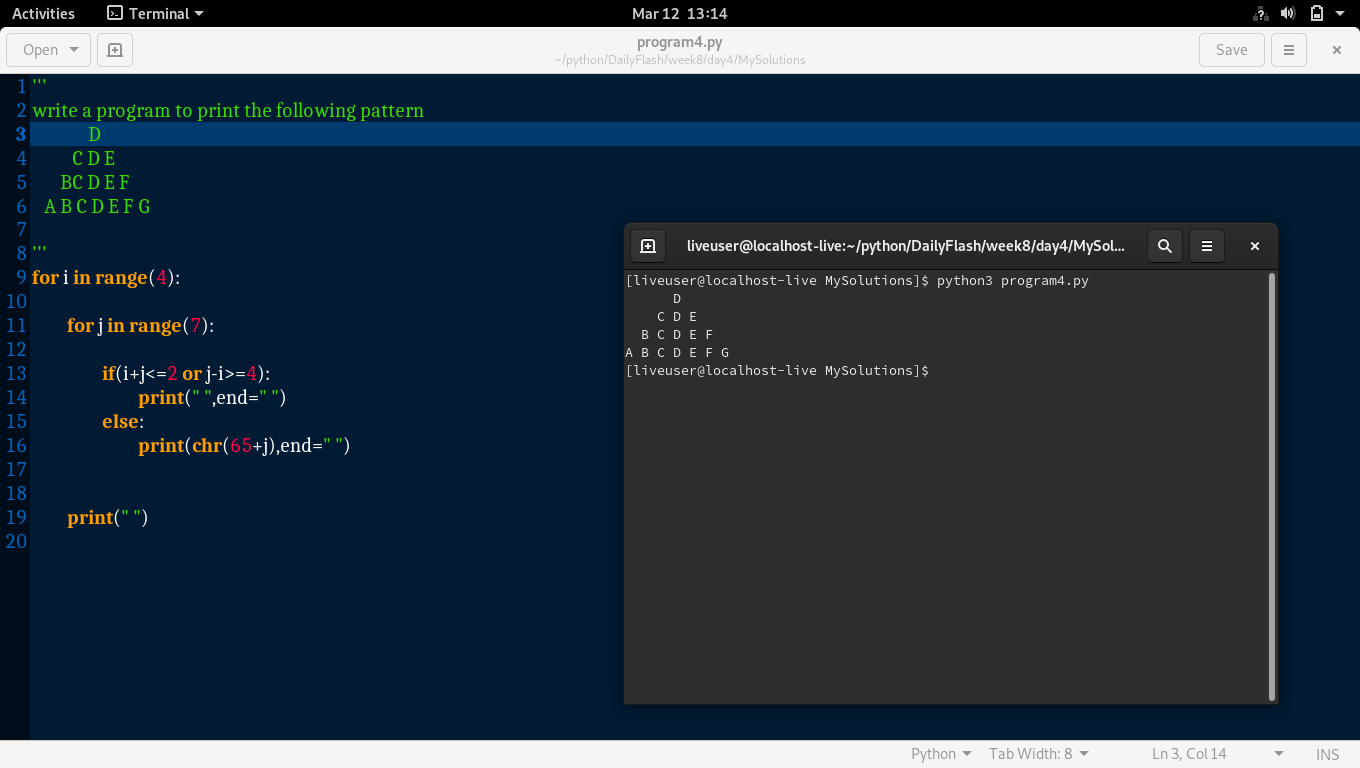 Activities Terminal Mar 12 13:14
Open program4.py Save
~/python/DailyFlash/week8/day4/MySolutions
1 '''
2 write a program to print the following pattern
3 D
4 C D E
5 BC D E F
6 A B C D E F G
7
8 '''
9 for i in range(4):
10
11 for j in range(7):
12
13 if(i+j<=2 or j-i>=4):
14 print(" ",end=" ")
15 else:
16 print(chr(65+j),end=" ")
17
18
19 print(" ")
20
liveuser@localhost-live:~/python/DailyFlash/week8/day4/MySol...
[liveuser@localhost-live MySolutions]$ python3 program4.py
D
C D E
B C D E F
A B C D E F G
[liveuser@localhost-live MySolutions]$
Python Tab Width: 8 Ln 3, Col 14 INS